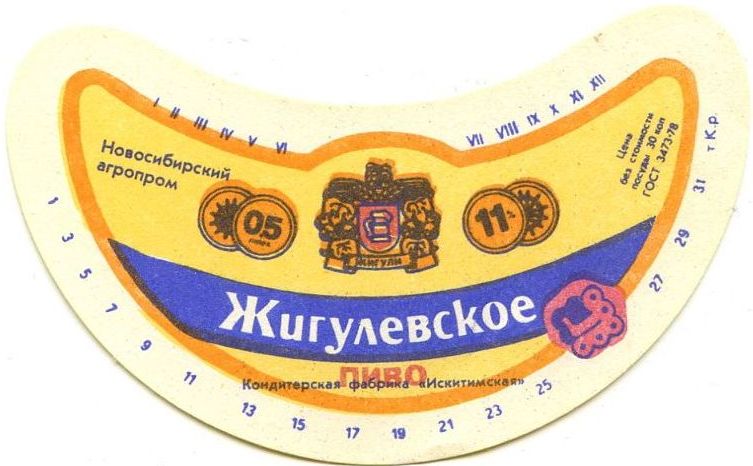 I II III IV V VI VII VIII IX X XI XII
Новосибирский
агропром
Цена
без стоимости
посуды 30 коп
ГОСТ 3473-78
т К.р.
05
литра
11%
ЖИГУЛИ
Жигулевское
пиво
Кондитерская фабрика «Искитимская»
1 3 5 7 9 11 13 15 17 19 21 23 25 27 29 31